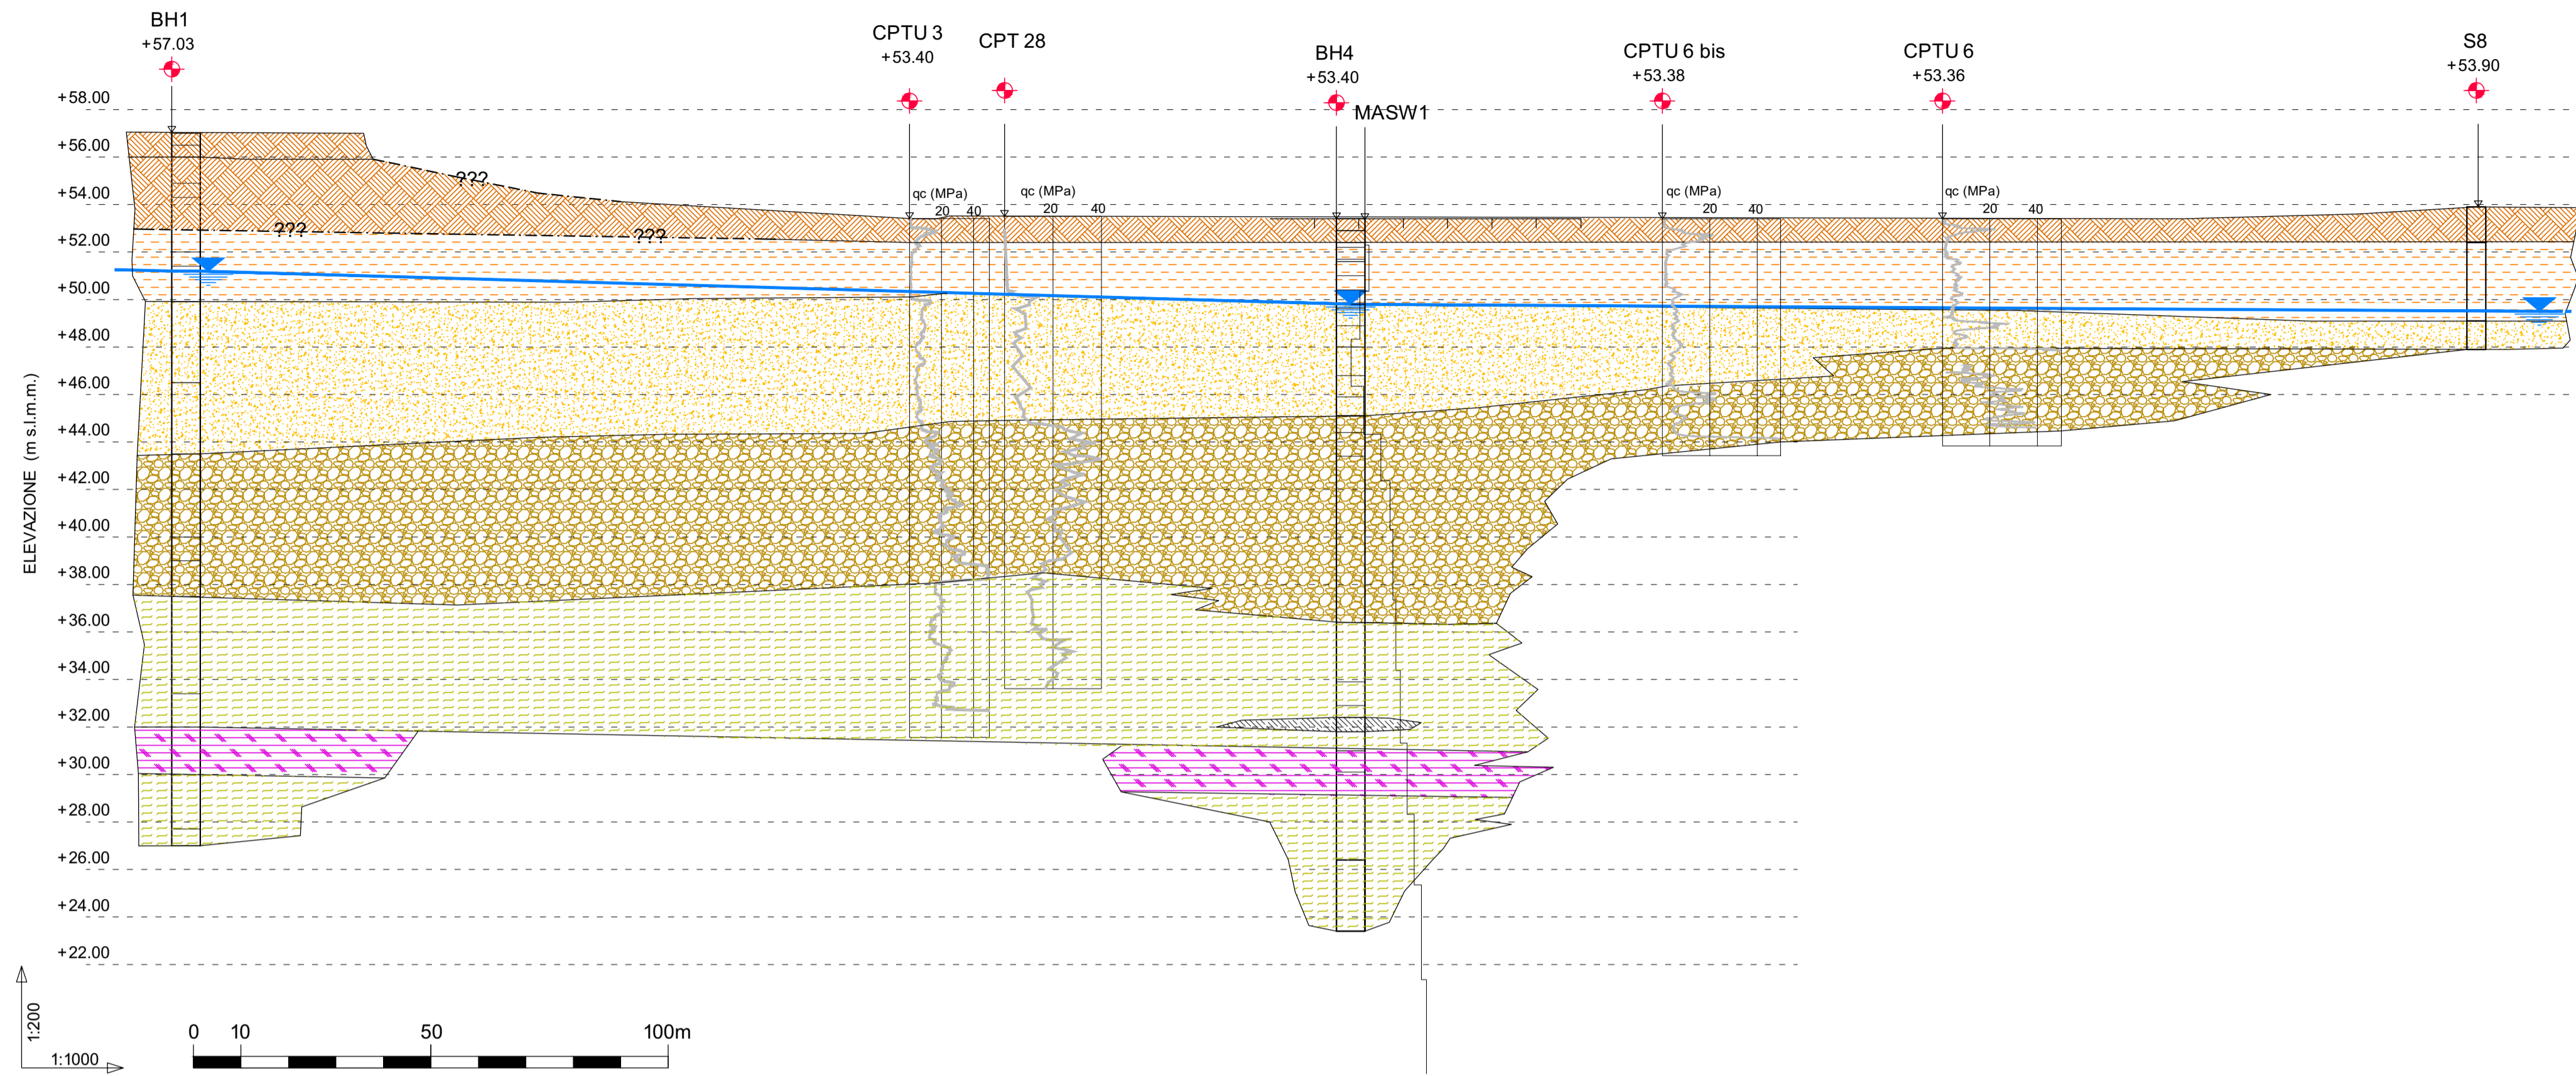 BH1
+57.03
CPTU 3
+53.40
CPT 28
BH4
+53.40
MASW1
CPTU 6 bis
+53.38
CPTU 6
+53.36
S8
+53.90
ELEVAZIONE (m s.l.m.m.)
+58.00
+56.00
+54.00
+52.00
+50.00
+48.00
+46.00
+44.00
+42.00
+40.00
+38.00
+36.00
+34.00
+32.00
+30.00
+28.00
+26.00
+24.00
+22.00
???
???
???
qc (MPa)
20 40
qc (MPa)
20 40
qc (MPa)
20 40
qc (MPa)
20 40
1:200
1:1000
0 10 50 100m